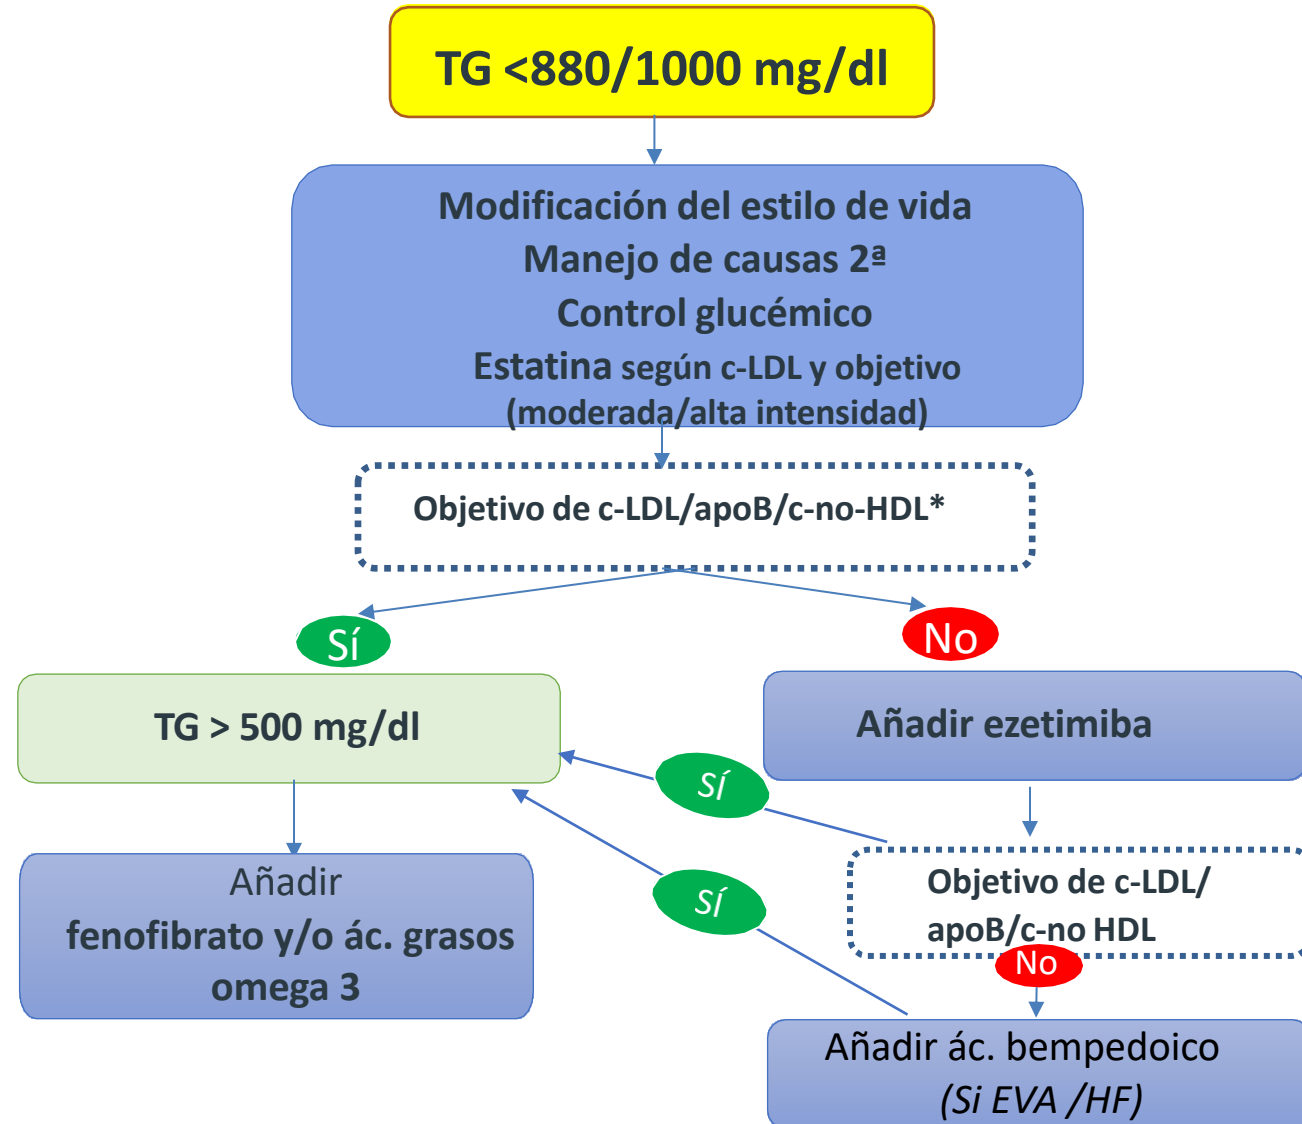 TG <880/1000 mg/dl
Modificación del estilo de vida
Manejo de causas 2ª
Control glucémico
Estatina según c-LDL y objetivo
(moderada/alta intensidad)
Objetivo de c-LDL/apoB/c-no-HDL*
Sí
No
TG > 500 mg/dl
Añadir ezetimiba
Sí
Añadir
fenofibrato y/o ác. grasos
omega 3
Sí
Objetivo de c-LDL/
apoB/c-no HDL
No
Añadir ác. bempedoico
(Si EVA /HF)